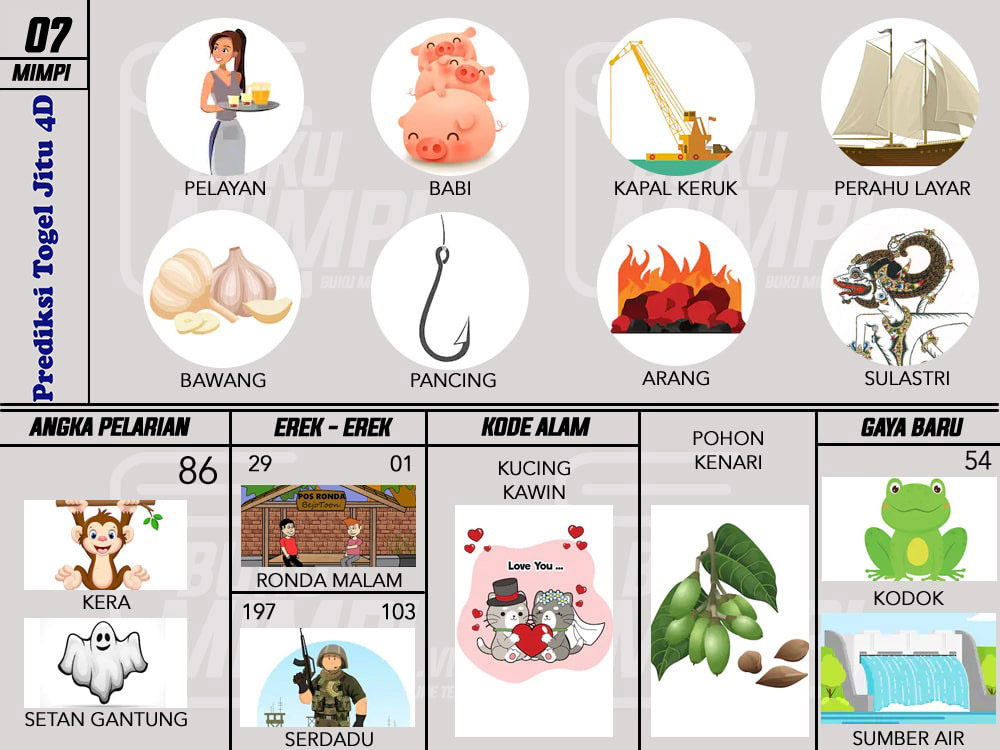 07
MIMPI
Prediksi Togel Jitu 4D
PELAYAN
BABI
KAPAL KERUK
PERAHU LAYAR
BAWANG
PANCING
ARANG
SULASTRI
ANGKA PELARIAN
86
KERA
SETAN GANTUNG
EREK - EREK
29 01
POS RONDA
BejoToon
RONDA MALAM
197 103
SERDADU
KODE ALAM
KUCING
KAWIN
Love You ...
POHON
KENARI
GAYA BARU
54
KODOK
SUMBER AIR
BUKU
MIMPI